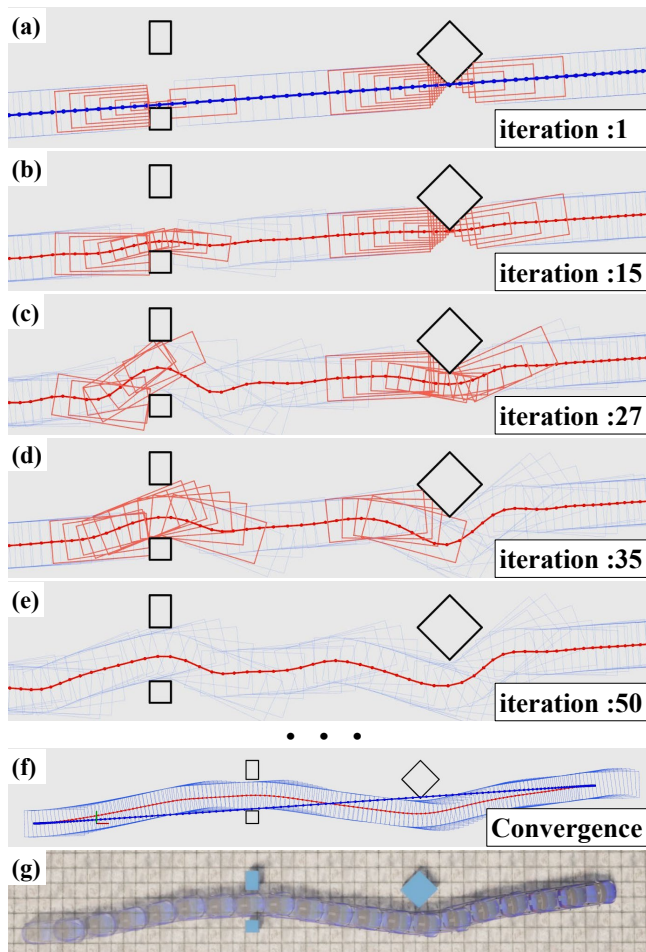 (a)
iteration :1
(b)
iteration :15
(c)
iteration :27
(d)
iteration :35
(e)
iteration :50
• • •
(f)
Convergence
(g)